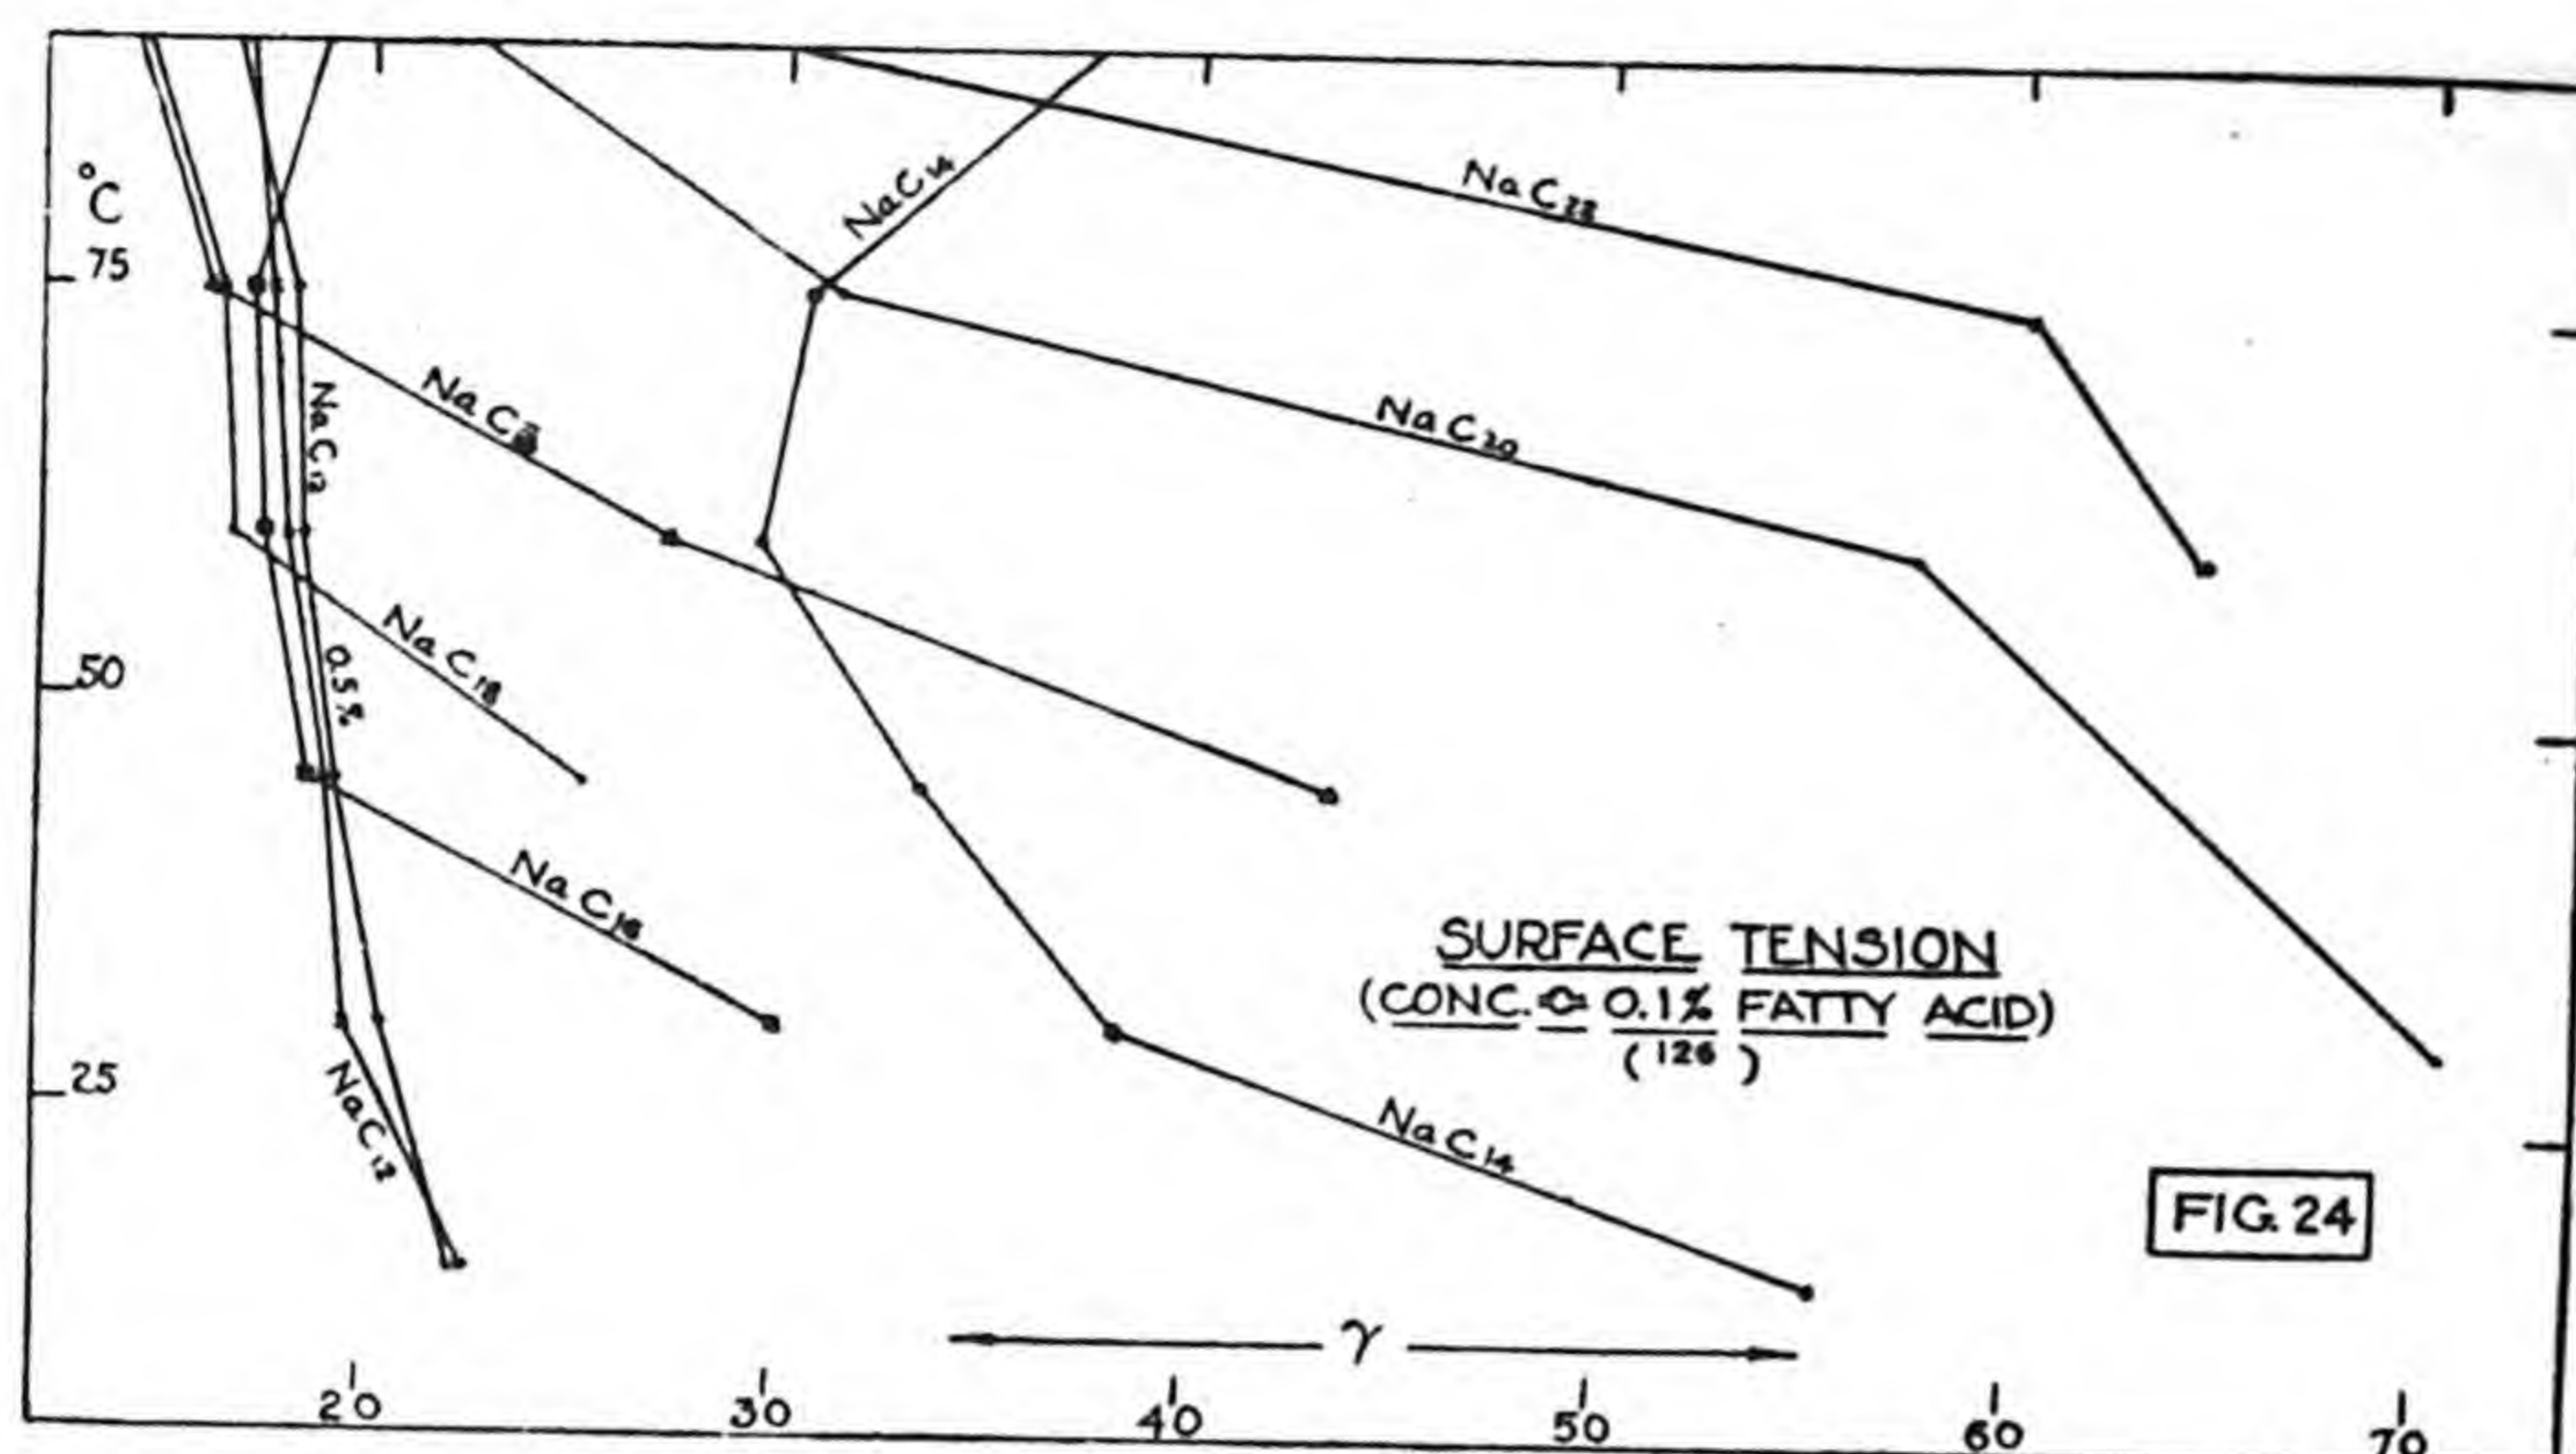 °C
75
50
25
NaC14
NaC22
NaC12
NaC
NaC20
NaC18
0.5%
NaC16
NaC12
NaC14
SURFACE TENSION
(CONC. ≎ 0.1% FATTY ACID)
(126)
FIG. 24
γ
20
30
40
50
60
70